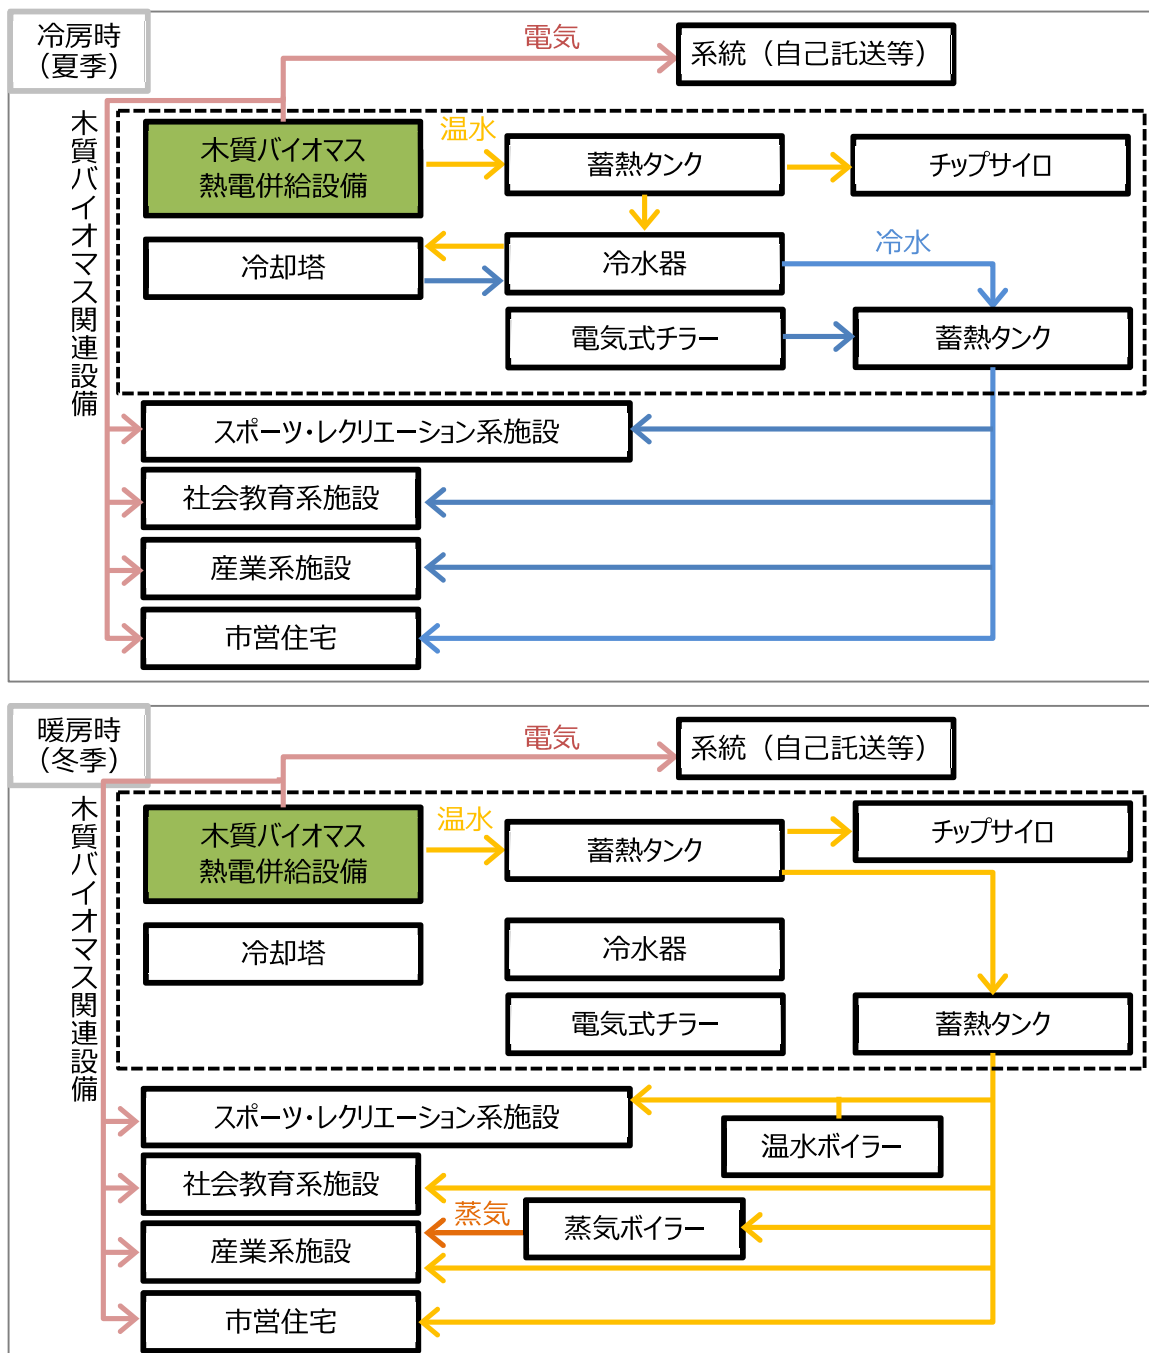 冷房時
（夏季）
電気
系統（自己託送等）
木質バイオマス関連設備
木質バイオマス
熱電併給設備
温水
蓄熱タンク
チップサイロ
冷却塔
冷水器
冷水
電気式チラー
蓄熱タンク
スポーツ・レクリエーション系施設
社会教育系施設
産業系施設
市営住宅
暖房時
（冬季）
電気
系統（自己託送等）
木質バイオマス関連設備
木質バイオマス
熱電併給設備
温水
蓄熱タンク
チップサイロ
冷却塔
冷水器
電気式チラー
蓄熱タンク
スポーツ・レクリエーション系施設
温水ボイラー
社会教育系施設
蒸気
蒸気ボイラー
産業系施設
市営住宅